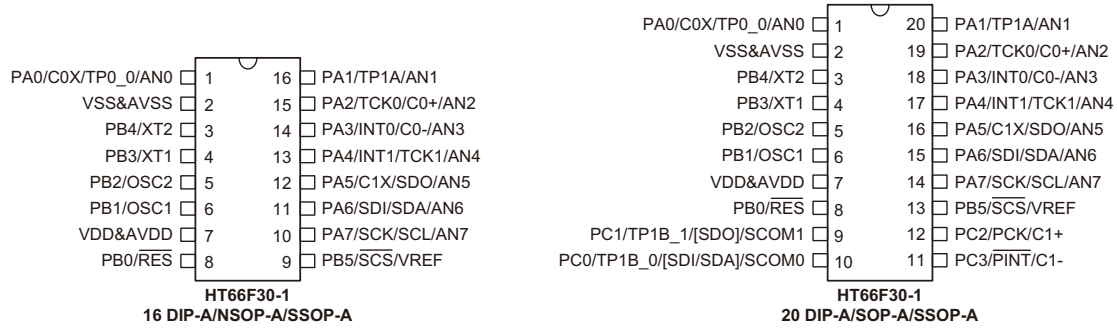 PA0/C0X/TP0_0/AN0 1 16 PA1/TP1A/AN1
VSS&AVSS 2 15 PA2/TCK0/C0+/AN2
PB4/XT2 3 14 PA3/INT0/C0-/AN3
PB3/XT1 4 13 PA4/INT1/TCK1/AN4
PB2/OSC2 5 12 PA5/C1X/SDO/AN5
PB1/OSC1 6 11 PA6/SDI/SDA/AN6
VDD&AVDD 7 10 PA7/SCK/SCL/AN7
PB0/RES 8 9 PB5/SCS/VREF
HT66F30-1
16 DIP-A/NSOP-A/SSOP-A
PA0/C0X/TP0_0/AN0 1 20 PA1/TP1A/AN1
VSS&AVSS 2 19 PA2/TCK0/C0+/AN2
PB4/XT2 3 18 PA3/INT0/C0-/AN3
PB3/XT1 4 17 PA4/INT1/TCK1/AN4
PB2/OSC2 5 16 PA5/C1X/SDO/AN5
PB1/OSC1 6 15 PA6/SDI/SDA/AN6
VDD&AVDD 7 14 PA7/SCK/SCL/AN7
PB0/RES 8 13 PB5/SCS/VREF
PC1/TP1B_1/[SDO]/SCOM1 9 12 PC2/PCK/C1+
PC0/TP1B_0/[SDI/SDA]/SCOM0 10 11 PC3/PINT/C1-
HT66F30-1
20 DIP-A/SOP-A/SSOP-A